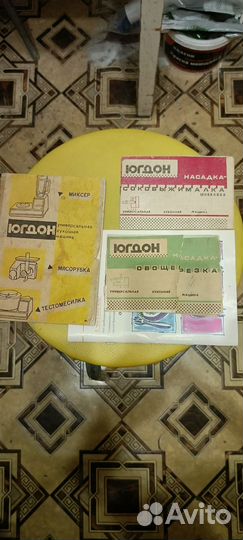 МИКСЕР
ЮГДОН
УНИВЕРСАЛЬНАЯ
КУХОННАЯ
МАШИНА
МЯСОРУБКА
ТЕСТОМЕСИЛКА
ЮГДОН
НАСАДКА-
СОКОВЫЖИМАЛКА
УНИВЕРСАЛЬНАЯ КУХОННАЯ МАШИНА
ЮГДОН
НАСАДКА-
ОВОЩЕРЕЗКА
УНИВЕРСАЛЬНАЯ КУХОННАЯ МАШИНА
Avito